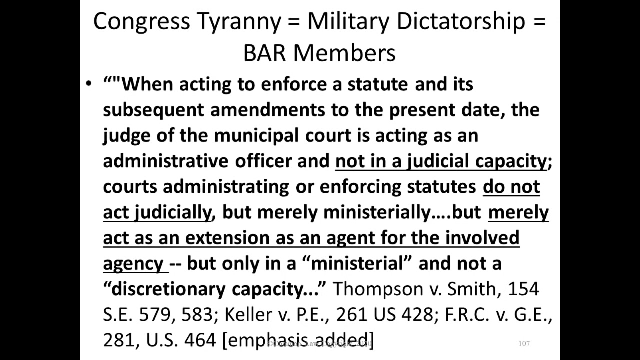 Congress Tyranny = Military Dictatorship =
BAR Members
• “"When acting to enforce a statute and its
subsequent amendments to the present date, the
judge of the municipal court is acting as an
administrative officer and not in a judicial capacity;
courts administrating or enforcing statutes do not
act judicially, but merely ministerially….but merely
act as an extension as an agent for the involved
agency -- but only in a “ministerial” and not a
“discretionary capacity...” Thompson v. Smith, 154
S.E. 579, 583; Keller v. P.E., 261 US 428; F.R.C. v. G.E.,
281, U.S. 464 [emphasis added]
107